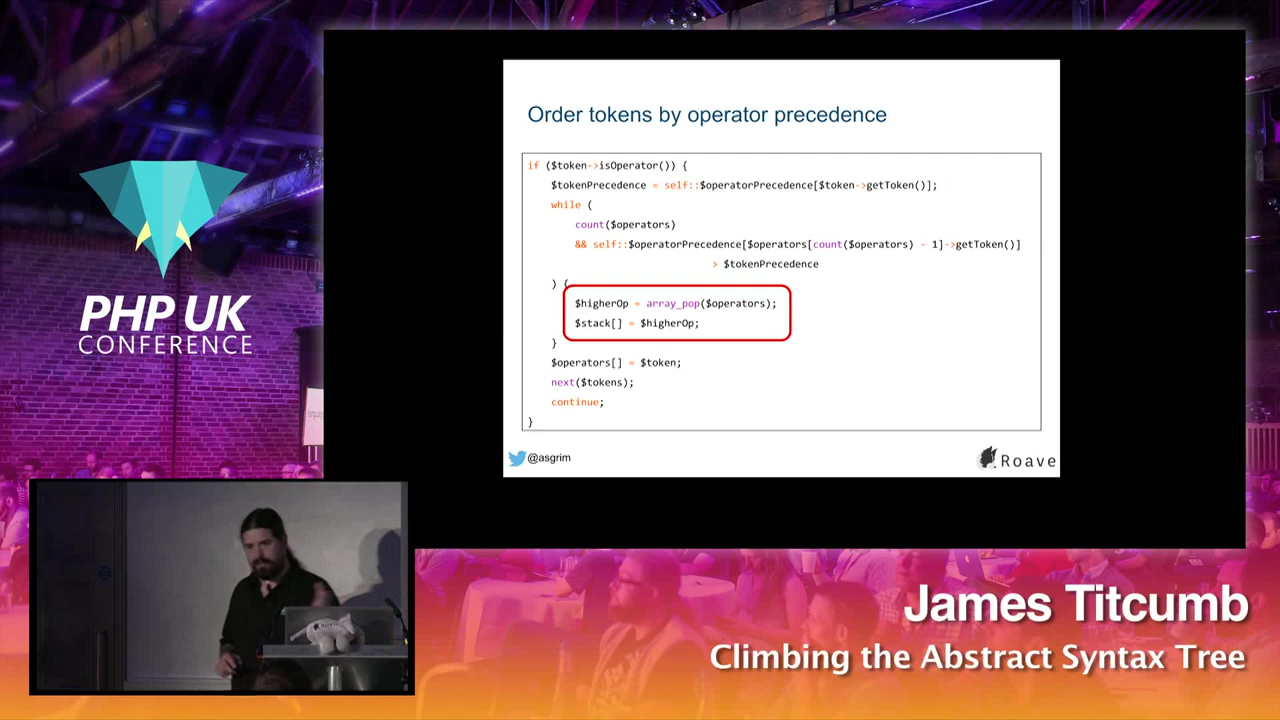 Order tokens by operator precedence
if ($token->isOperator()) {
$tokenPrecedence = self::$operatorPrecedence[$token->getToken()];
while (
count($operators)
&& self::$operatorPrecedence[$operators[count($operators) - 1]->getToken()]
> $tokenPrecedence
) {
$higherOp = array_pop($operators);
$stack[] = $higherOp;
}
$operators[] = $token;
next($tokens);
continue;
}
@asgrim
Roave
PHP UK
CONFERENCE
James Titcumb
Climbing the Abstract Syntax Tree